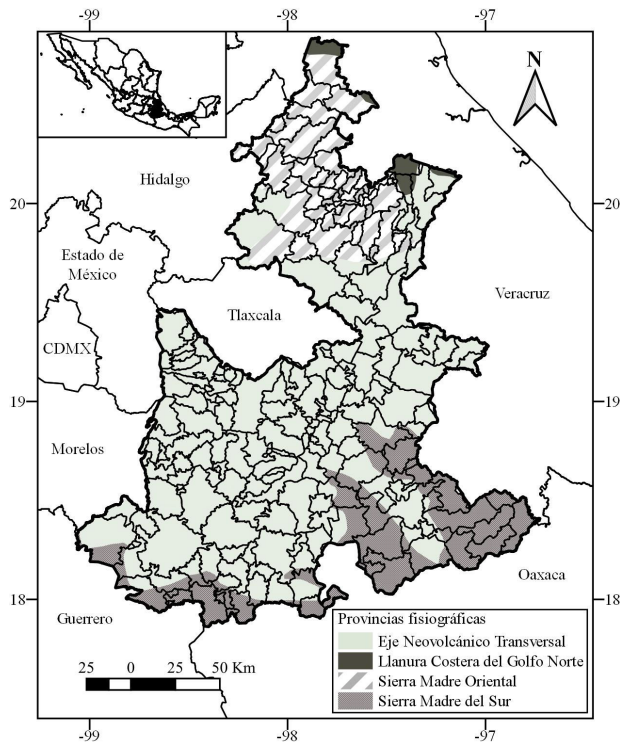 -99 -98 -97
N
Hidalgo
20 20
Estado de
México
Veracruz
Tlaxcala
CDMX
19 19
Morelos
Oaxaca
18 18
Guerrero
Provincias fisiográficas
Eje Neovolcánico Transversal
Llanura Costera del Golfo Norte
Sierra Madre Oriental
Sierra Madre del Sur
25 0 25 50 Km
-99 -98 -97